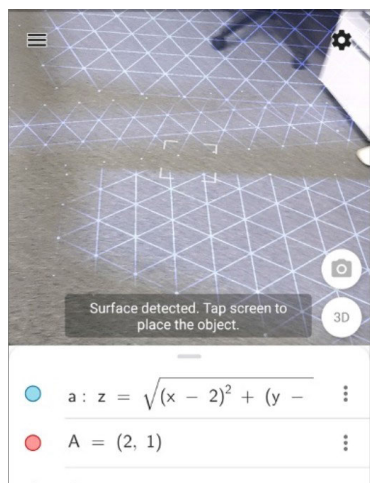 Surface detected. Tap screen to
place the object.
3D
a : z = √(x − 2)² + (y −
A = (2, 1)